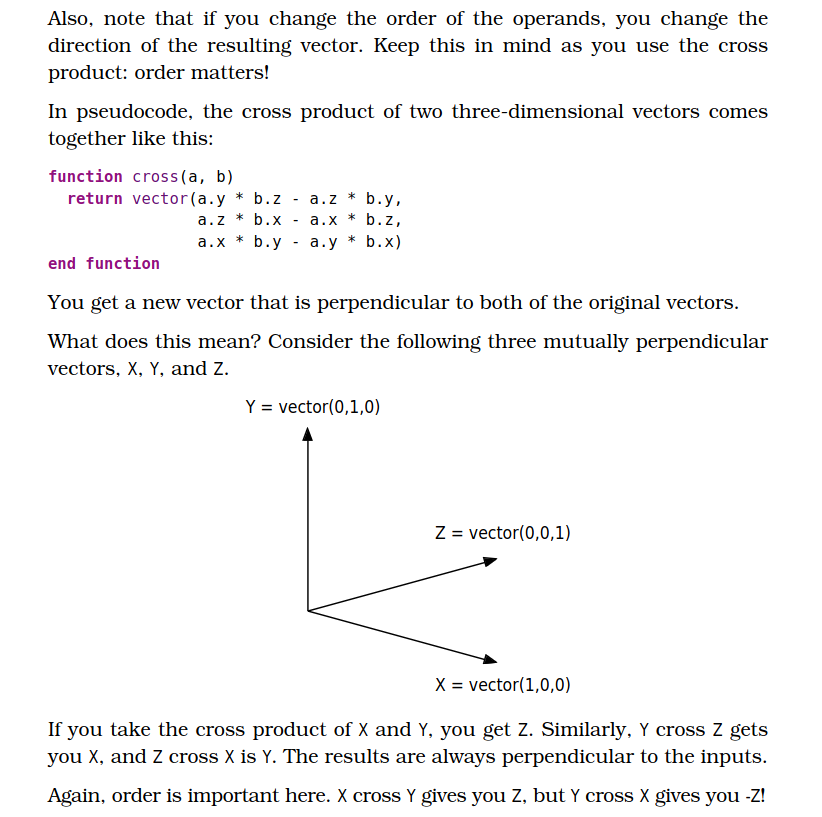 Also, note that if you change the order of the operands, you change the
direction of the resulting vector. Keep this in mind as you use the cross
product: order matters!
In pseudocode, the cross product of two three-dimensional vectors comes
together like this:
function cross(a, b)
  return vector(a.y * b.z - a.z * b.y,
                a.z * b.x - a.x * b.z,
                a.x * b.y - a.y * b.x)
end function
You get a new vector that is perpendicular to both of the original vectors.
What does this mean? Consider the following three mutually perpendicular
vectors, X, Y, and Z.
Y = vector(0,1,0)
Z = vector(0,0,1)
X = vector(1,0,0)
If you take the cross product of X and Y, you get Z. Similarly, Y cross Z gets
you X, and Z cross X is Y. The results are always perpendicular to the inputs.
Again, order is important here. X cross Y gives you Z, but Y cross X gives you -Z!